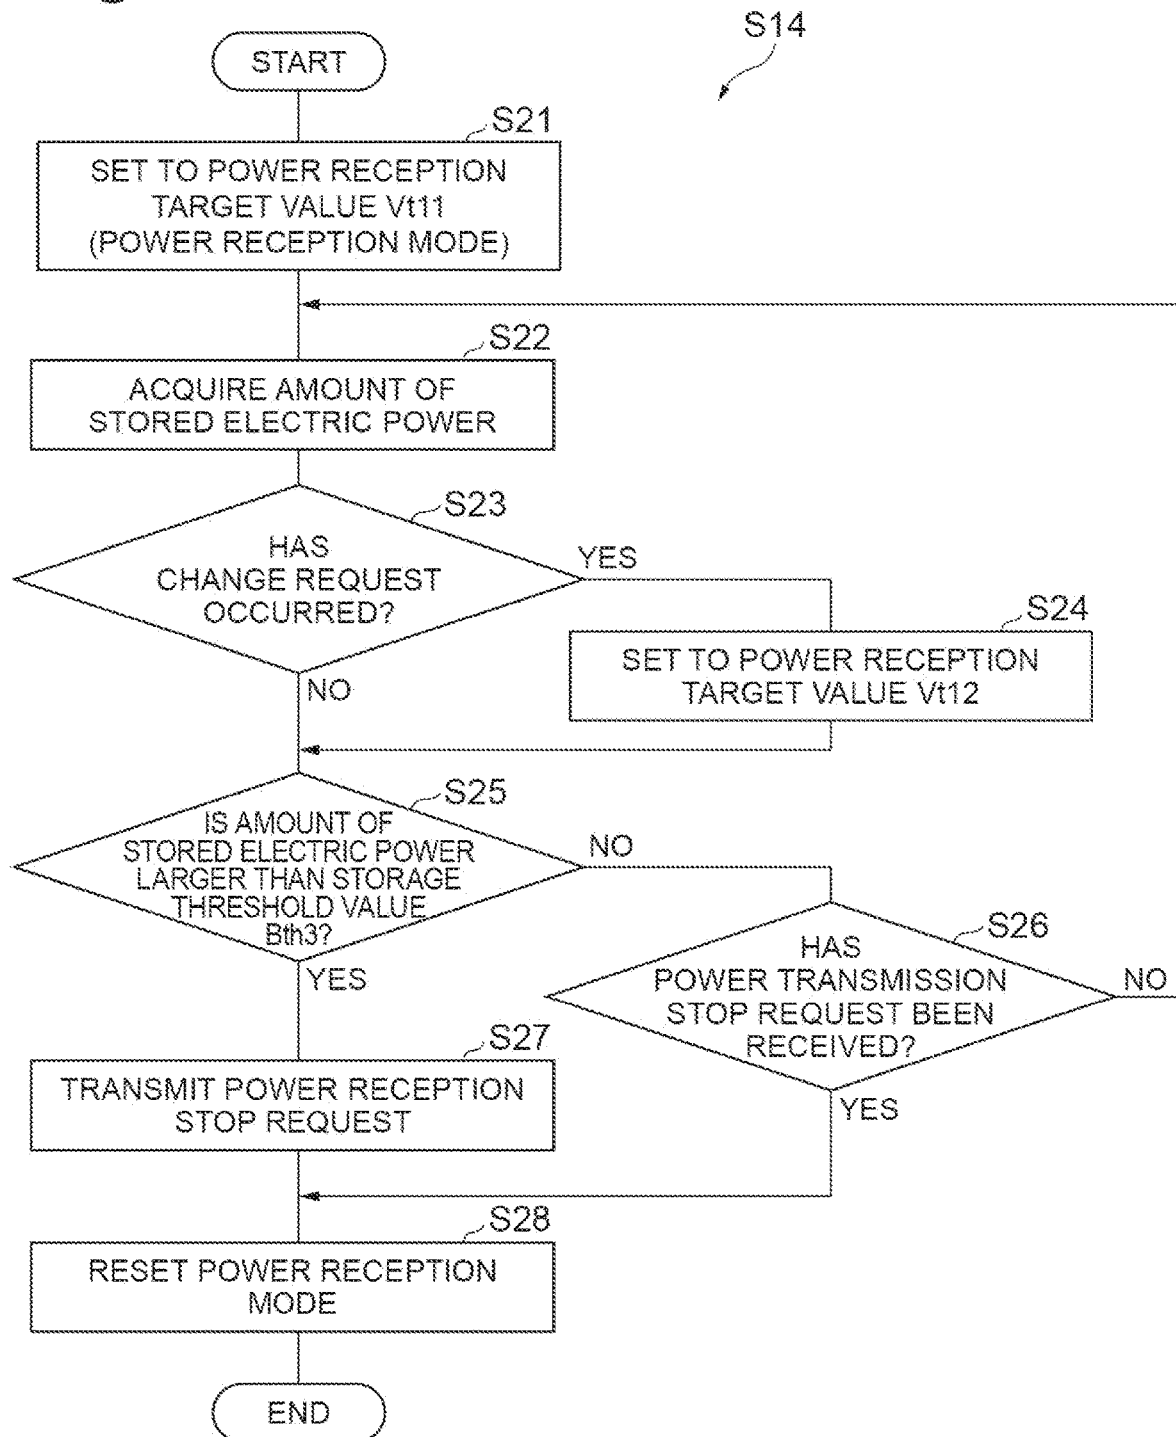 S14
START
S21
SET TO POWER RECEPTION
TARGET VALUE Vt11
(POWER RECEPTION MODE)
S22
ACQUIRE AMOUNT OF
STORED ELECTRIC POWER
S23
HAS
CHANGE REQUEST
OCCURRED?
YES
S24
SET TO POWER RECEPTION
TARGET VALUE Vt12
NO
S25
IS AMOUNT OF
STORED ELECTRIC POWER
LARGER THAN STORAGE
THRESHOLD VALUE
Bth3?
NO
S26
HAS
POWER TRANSMISSION
STOP REQUEST BEEN
RECEIVED?
NO
YES
YES
S27
TRANSMIT POWER RECEPTION
STOP REQUEST
S28
RESET POWER RECEPTION
MODE
END